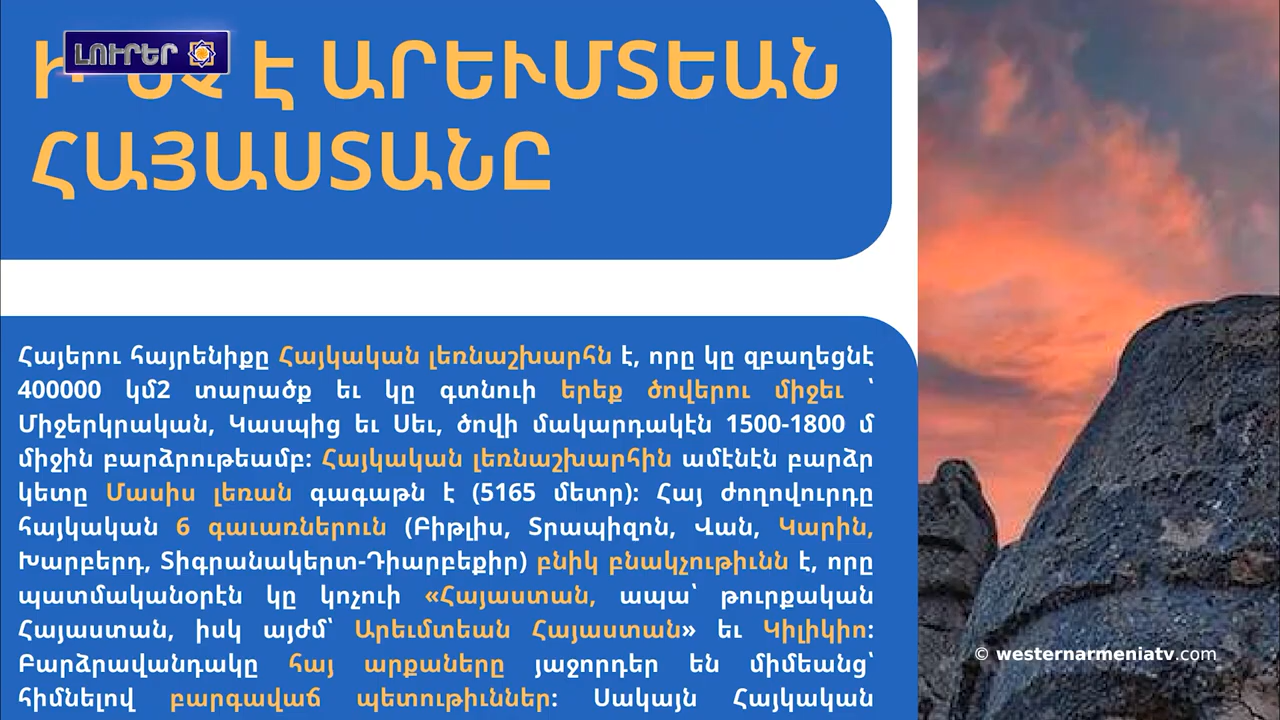 ԼՈՒՐԵՐ
Է ԱՐԵՒՄՏԵԱՆ
ՀԱՅԱՍՏԱՆԸ
Հայերու հայրենիքը Հայկական լեռնաշխարհն է, որը կը զբաղեցնէ
400000 կմ2 տարածք եւ կը գտնուի երեք ծովերու միջեւ ՝
Միջերկրական, Կասպից եւ Սեւ, ծովի մակարդակէն 1500-1800 մ
միջին բարձրութեամբ: Հայկական լեռնաշխարհին ամէնէն բարձր
կետը Մասիս լեռան գագաթն է (5165 մետր): Հայ ժողովուրդը
հայկական 6 գաւառներուն (Բիթլիս, Տրապիզոն, Վան, Կարին,
Խարբերդ, Տիգրանակերտ-Դիարբեքիր) բնիկ բնակչութիւնն է, որը
պատմականօրէն կը կոչուի «Հայաստան, ապա՝ թուրքական
Հայաստան, իսկ այժմ՝ Արեւմտեան Հայաստան» եւ Կիլիկիօ:
Բարձրավանդակը հայ արքաները յաջորդեր են միմեանց՝
հիմնելով բարգավաճ պետութիւններ: Սակայն Հայկական
© westernarmeniatv.com